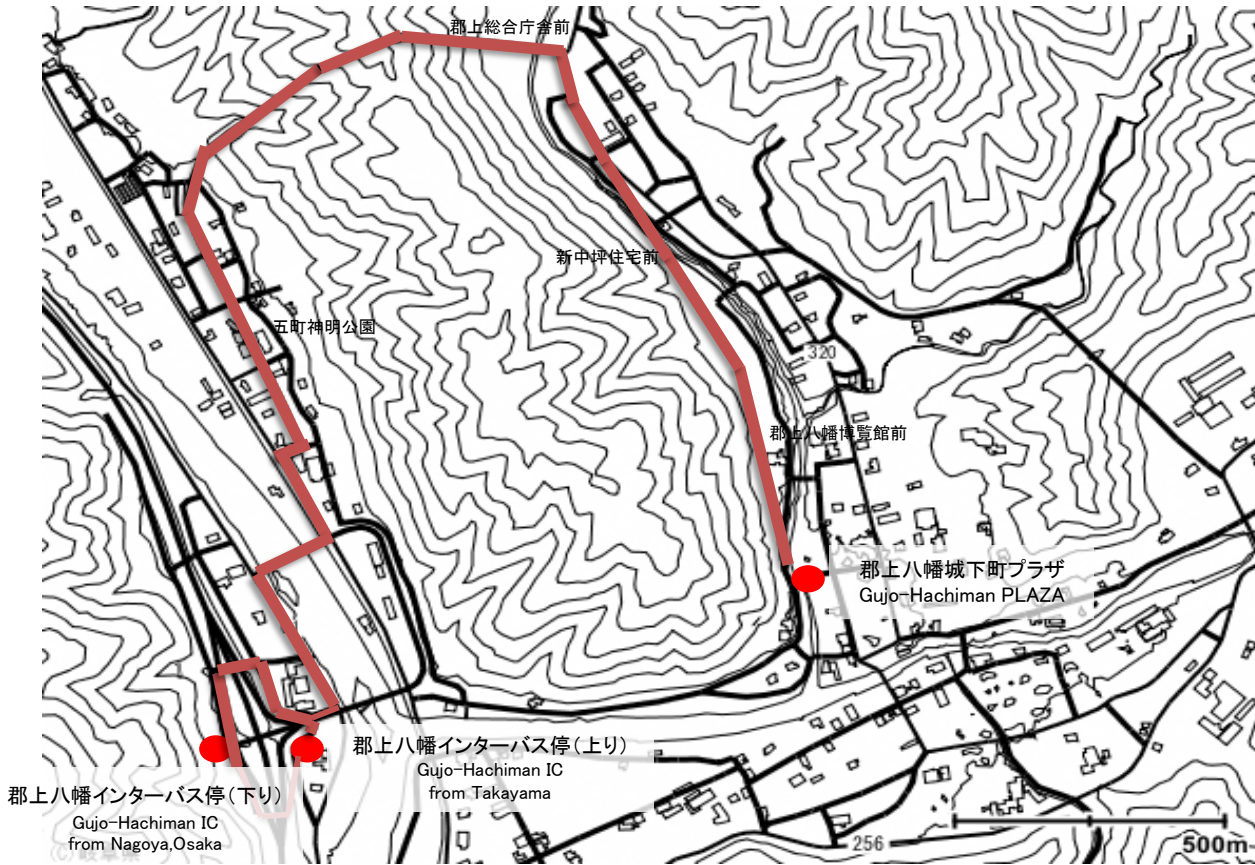 郡上総合庁舎前
新中坪住宅前
五町神明公園
320
郡上八幡博覧館前
郡上八幡城下町プラザ
Gujo-Hachiman PLAZA
郡上八幡インターバス停(上り)
Gujo-Hachiman IC
from Takayama
郡上八幡インターバス停(下り)
Gujo-Hachiman IC
from Nagoya,Osaka
256
500m